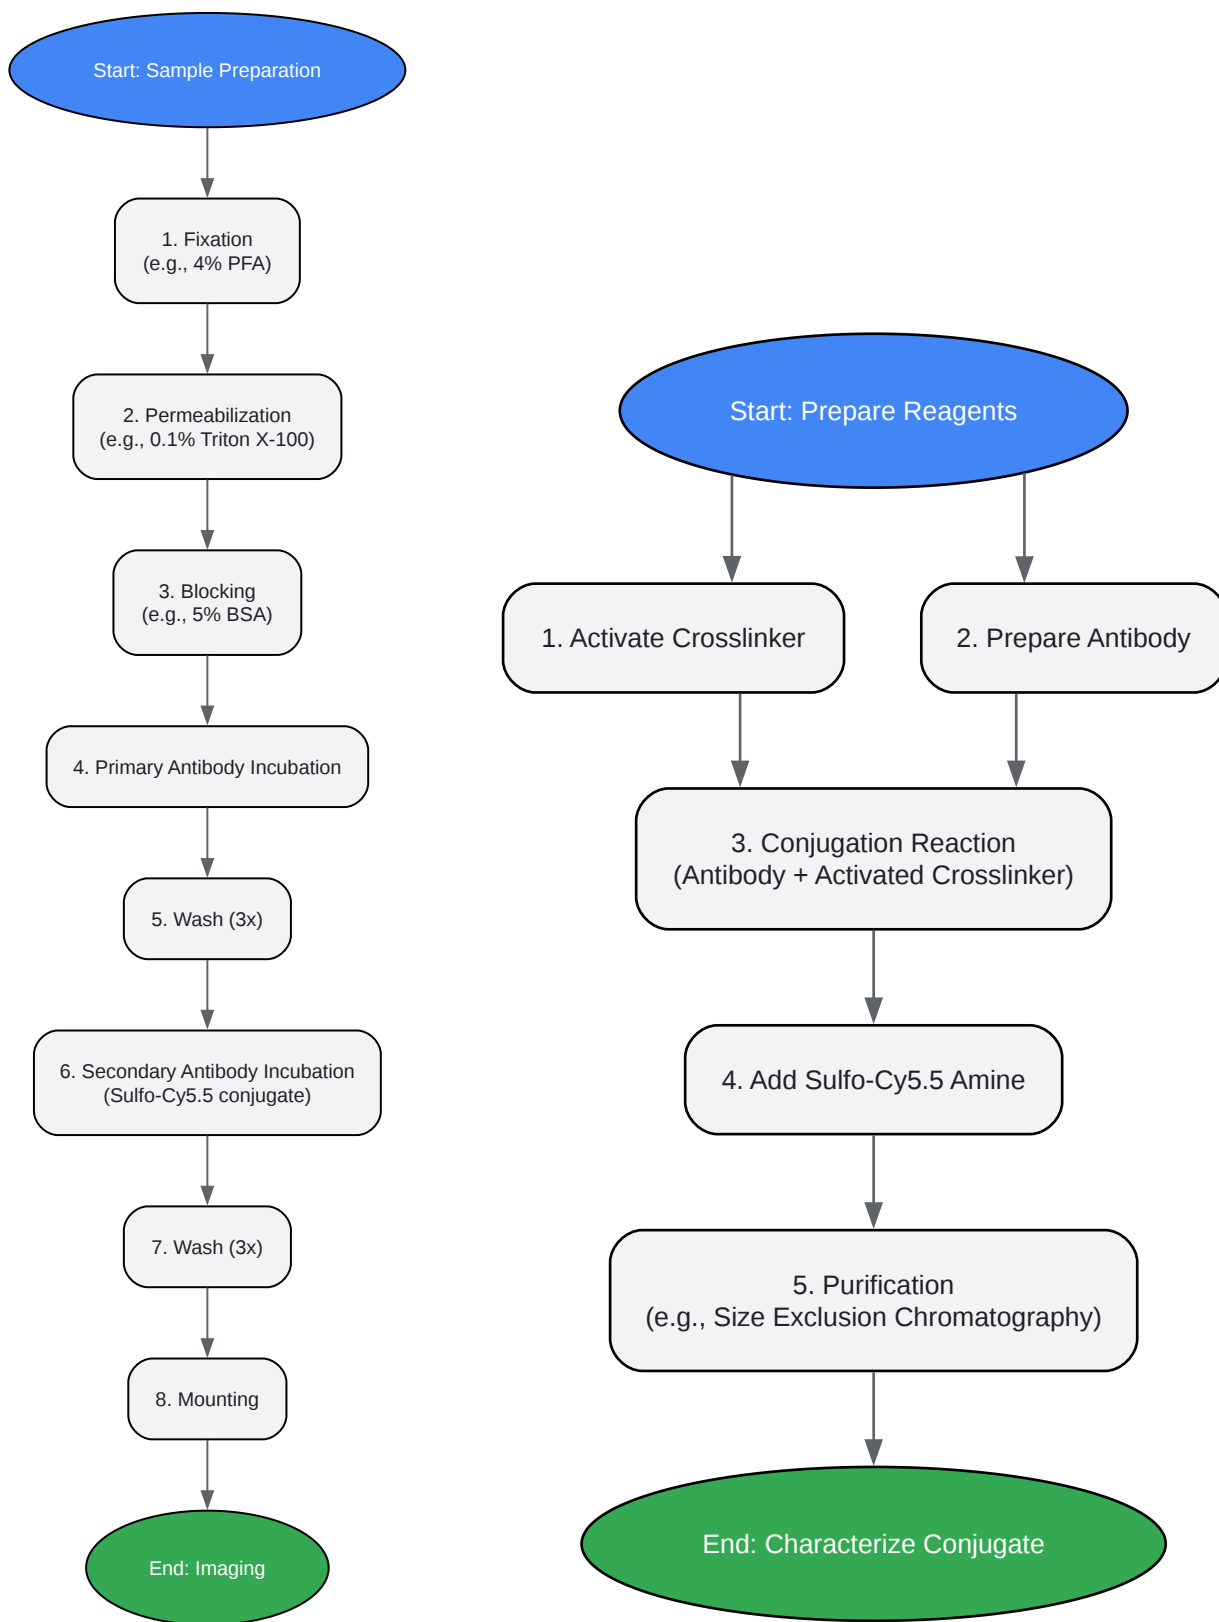 Start: Sample Preparation
1. Fixation
(e.g., 4% PFA)
2. Permeabilization
(e.g., 0.1% Triton X-100)
3. Blocking
(e.g., 5% BSA)
4. Primary Antibody Incubation
5. Wash (3x)
6. Secondary Antibody Incubation
(Sulfo-Cy5.5 conjugate)
7. Wash (3x)
8. Mounting
End: Imaging
Start: Prepare Reagents
1. Activate Crosslinker
2. Prepare Antibody
3. Conjugation Reaction
(Antibody + Activated Crosslinker)
4. Add Sulfo-Cy5.5 Amine
5. Purification
(e.g., Size Exclusion Chromatography)
End: Characterize Conjugate